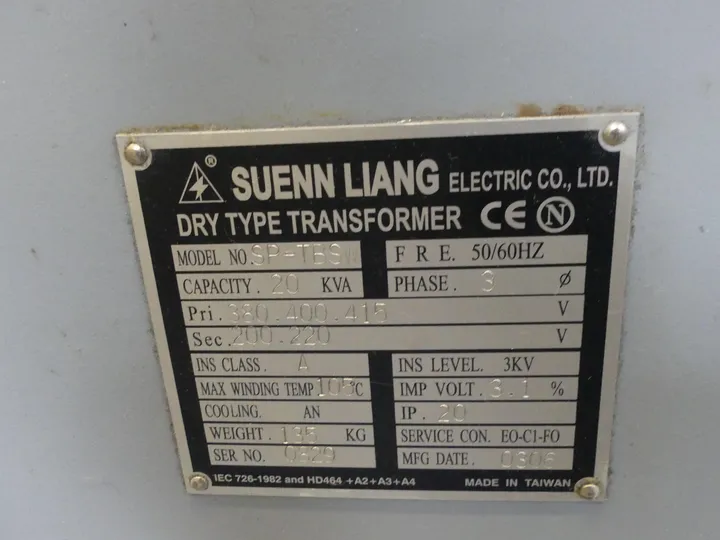 ® SUENN LIANG ELECTRIC CO., LTD.
DRY TYPE TRANSFORMER CE N
MODEL NO. FRE. 50/60HZ
CAPACITY. 20 KVA PHASE. 3 ø
Pri. 380.400.415 V
Sec. 200.220 V
INS CLASS. A INS LEVEL. 3KV
MAX WINDING TEMP 105°C IMP VOLT. 3.1 %
COOLING. AN IP. 20
WEIGHT. 135 KG SERVICE CON. EO-C1-FO
SER NO. 0829 MFG DATE. 0306
IEC 726-1982 and HD464 +A2+A3+A4 MADE IN TAIWAN